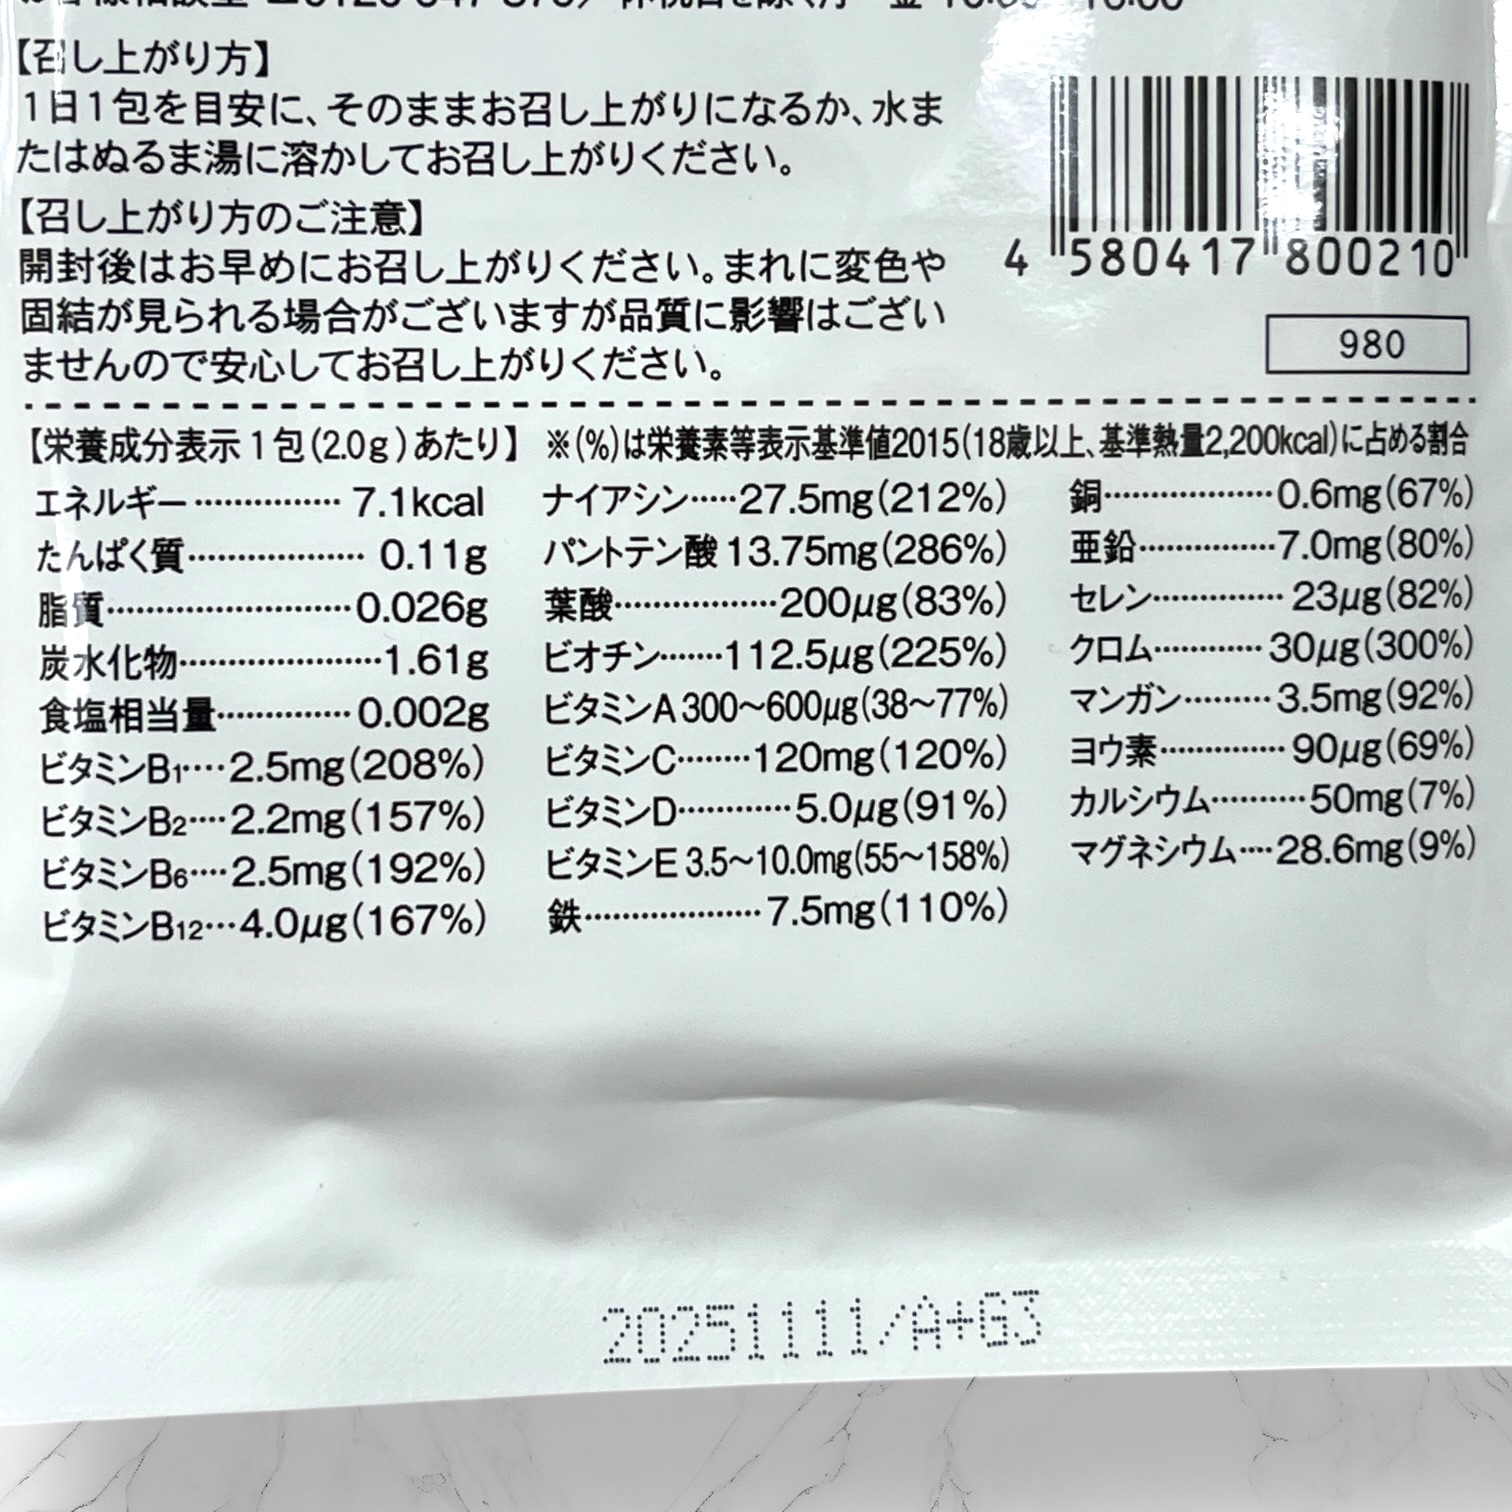 【召し上がり方】
1日1包を目安に、そのままお召し上がりになるか、水ま
たはぬるま湯に溶かしてお召し上がりください。
【召し上がり方のご注意】
開封後はお早めにお召し上がりください。まれに変色や
固結が見られる場合がございますが品質に影響はござい
ませんので安心してお召し上がりください。
4 580417 800210
980
【栄養成分表示1包(2.0g)あたり】 ※(%)は栄養素等表示基準値2015(18歳以上、基準熱量2,200kcal)に占める割合
エネルギー……………7.1kcal
たんぱく質……………0.11g
脂質……………0.026g
炭水化物……………1.61g
食塩相当量……………0.002g
ビタミンB1……2.5mg(208%)
ビタミンB2……2.2mg(157%)
ビタミンB6……2.5mg(192%)
ビタミンB12…4.0μg(167%)
ナイアシン……27.5mg(212%)
パントテン酸 13.75mg(286%)
葉酸……………200μg(83%)
ビオチン……112.5μg(225%)
ビタミンA 300〜600μg(38〜77%)
ビタミンC……120mg(120%)
ビタミンD…………5.0μg(91%)
ビタミンE 3.5〜10.0mg(55〜158%)
鉄……………7.5mg(110%)
銅……………0.6mg(67%)
亜鉛……………7.0mg(80%)
セレン……………23μg(82%)
クロム…………30μg(300%)
マンガン………3.5mg(92%)
ヨウ素…………90μg(69%)
カルシウム………50mg(7%)
マグネシウム……28.6mg(9%)
20251111/A+G3